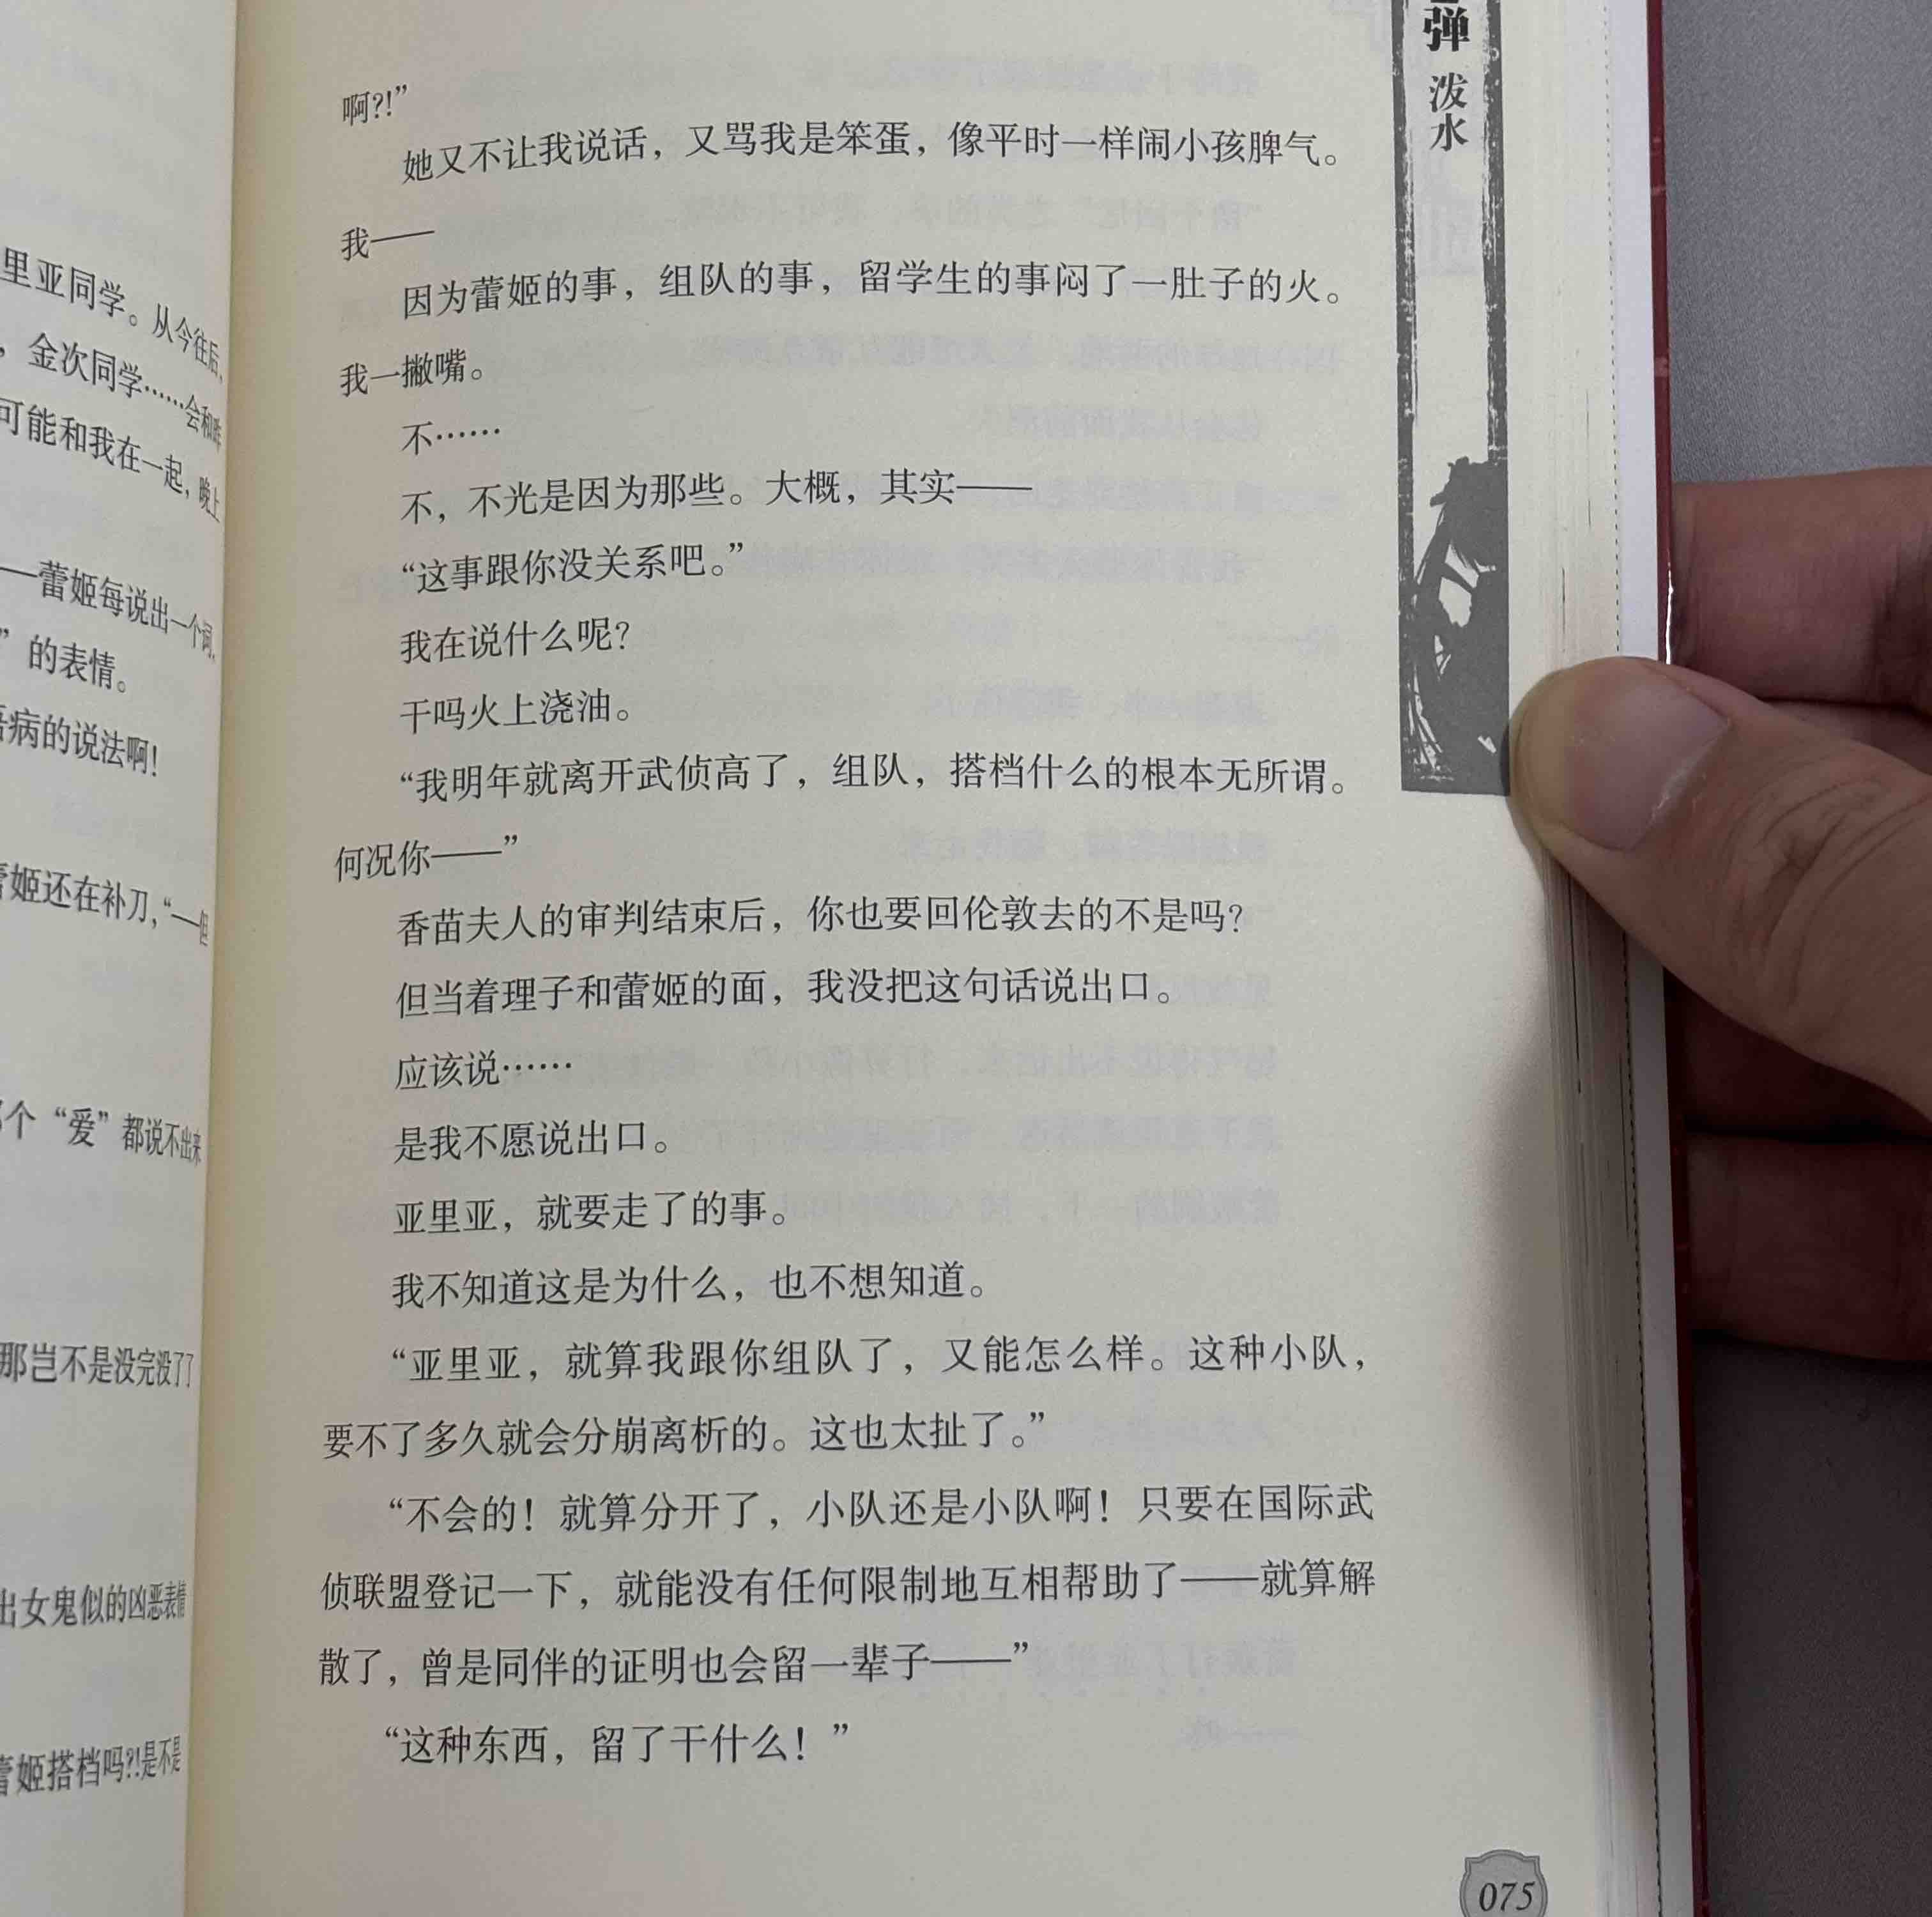 里亚同学。从今往后，
，金次同学……会和昨
可能和我在一起，晚上
——蕾姬每说出一个词，
”的表情。
病的说法啊！
姬还在补刀，“—但
个“爱”都说不出来
那岂不是没完没了了
出女鬼似的凶恶表情
蕾姬搭档吗？！是不是
啊？！”
她又不让我说话，又骂我是笨蛋，像平时一样闹小孩脾气。
我——
因为蕾姬的事，组队的事，留学生的事闷了一肚子的火。
我一撇嘴。
不……
不，不光是因为那些。大概，其实——
“这事跟你没关系吧。”
我在说什么呢？
干吗火上浇油。
“我明年就离开武侦高了，组队，搭档什么的根本无所谓。
何况你——”
香苗夫人的审判结束后，你也要回伦敦去的不是吗？
但当着理子和蕾姬的面，我没把这句话说出口。
应该说……
是我不愿说出口。
亚里亚，就要走了的事。
我不知道这是为什么，也不想知道。
“亚里亚，就算我跟你组队了，又能怎么样。这种小队，
要不了多久就会分崩离析的。这也太扯了。”
“不会的！就算分开了，小队还是小队啊！只要在国际武
侦联盟登记一下，就能没有任何限制地互相帮助了——就算解
散了，曾是同伴的证明也会留一辈子——”
“这种东西，留了干什么！”
弹 泼水
075